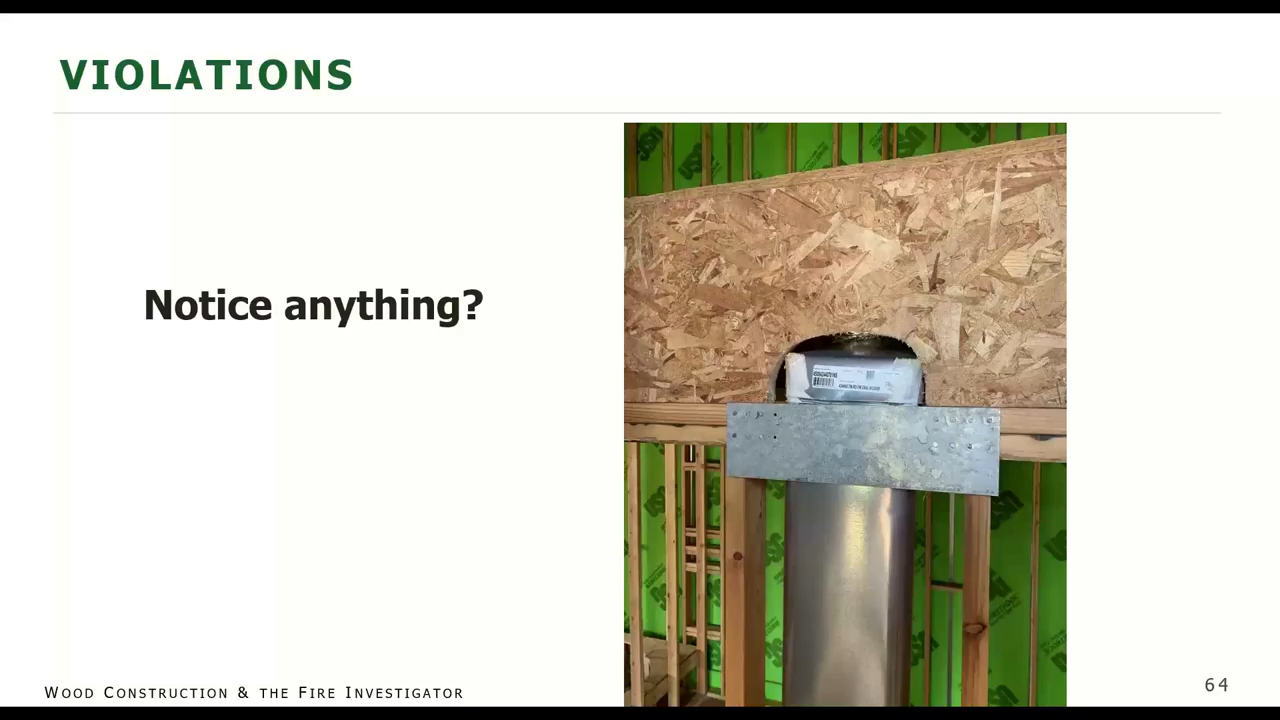 VIOLATIONS
Notice anything?
WOOD CONSTRUCTION & THE FIRE INVESTIGATOR
64